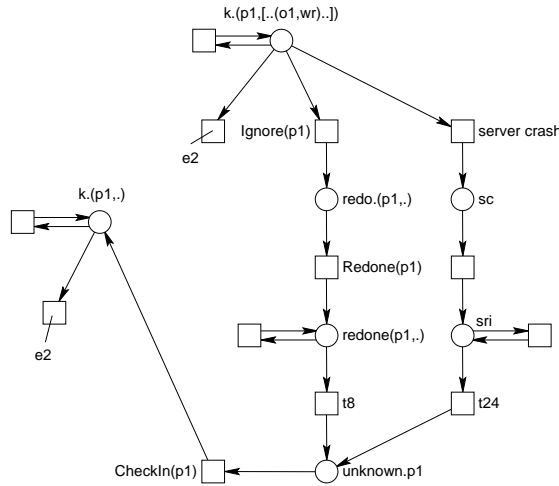 k.(p1,[..(o1,wr)..])
e2
Ignore(p1)
server crash
k.(p1,.)
redo.(p1,.)
sc
Redone(p1)
e2
redone(p1,.)
sri
t8
t24
CheckIn(p1)
unknown.p1